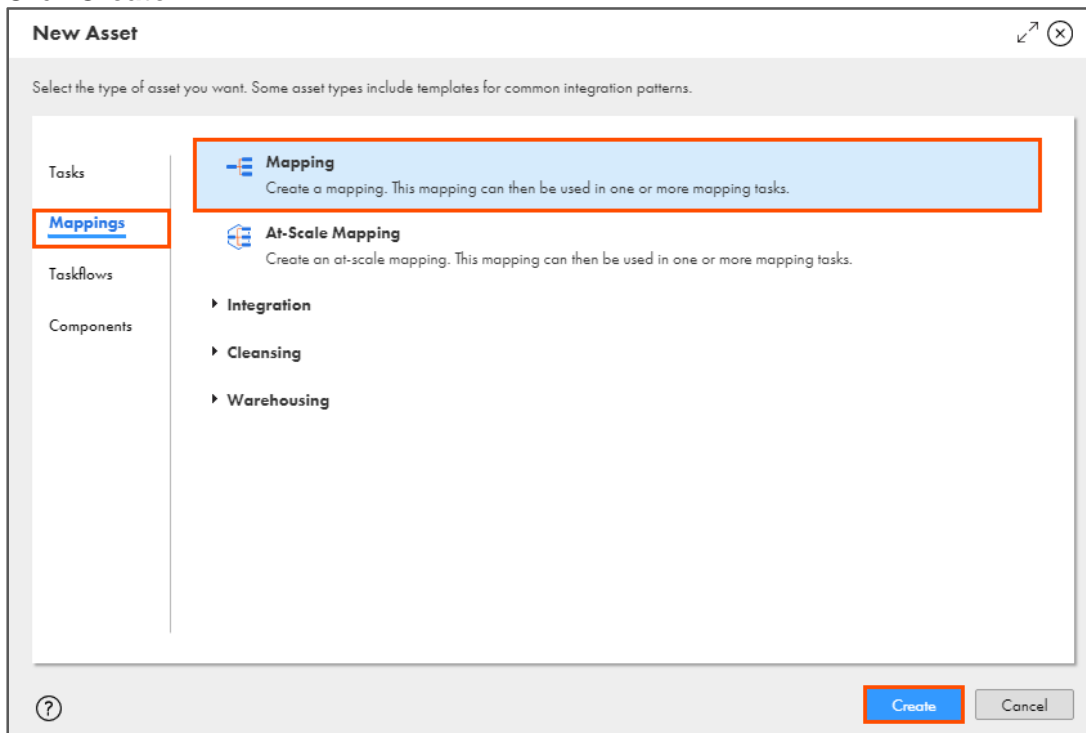 New Asset
Select the type of asset you want. Some asset types include templates for common integration patterns.
Tasks
Mappings
Taskflows
Components
Mapping
Create a mapping. This mapping can then be used in one or more mapping tasks.
At-Scale Mapping
Create an at-scale mapping. This mapping can then be used in one or more mapping tasks.
Integration
Cleansing
Warehousing
?
Create
Cancel